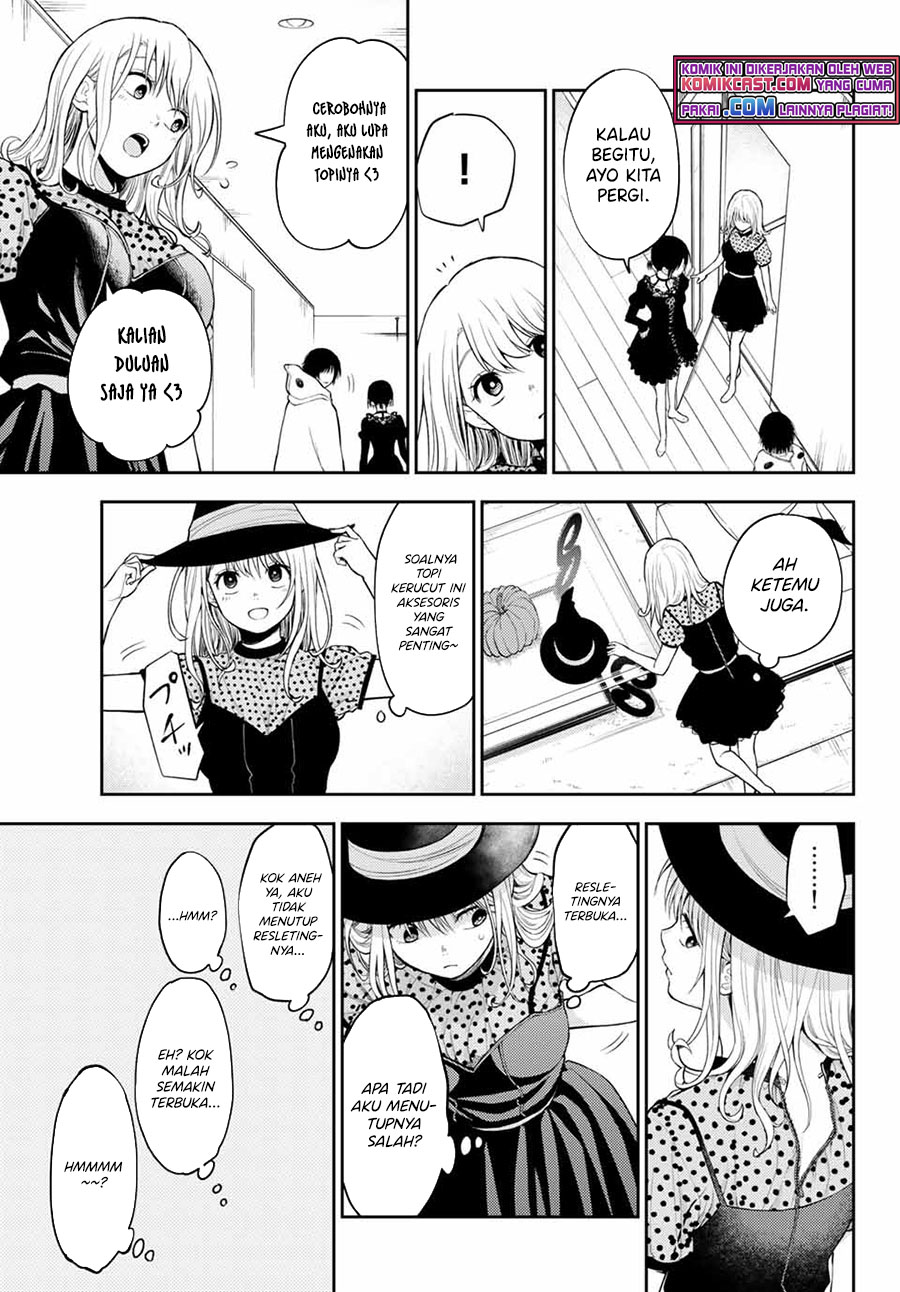 KOMIK INI DIKERJAKAN OLEH WEB
KOMIKCAST.COM YANG CUMA
PAKAI .COM LAINNYA PLAGIAT!
KALAU
BEGITU,
AYO KITA
PERGI.
!
CEROBOHNYA
AKU, AKU LUPA
MENGENAKAN
TOPINYA <3
KALIAN
DULUAN
SAJA YA <3
AH
KETEMU
JUGA.
SOALNYA
TOPI
KERUCUT INI
AKSESORIS
YANG
SANGAT
PENTING~
プチッ
........
RESLE-
TINGNYA
TERBUKA...
APA TADI
AKU MENU-
TUPNYA
SALAH?
KOK ANEH
YA, AKU
TIDAK
MENUTUP
RESLETING-
NYA...
...HMM?
EH? KOK
MALAH
SEMAKIN
TERBUKA...
HMMMM
~~?